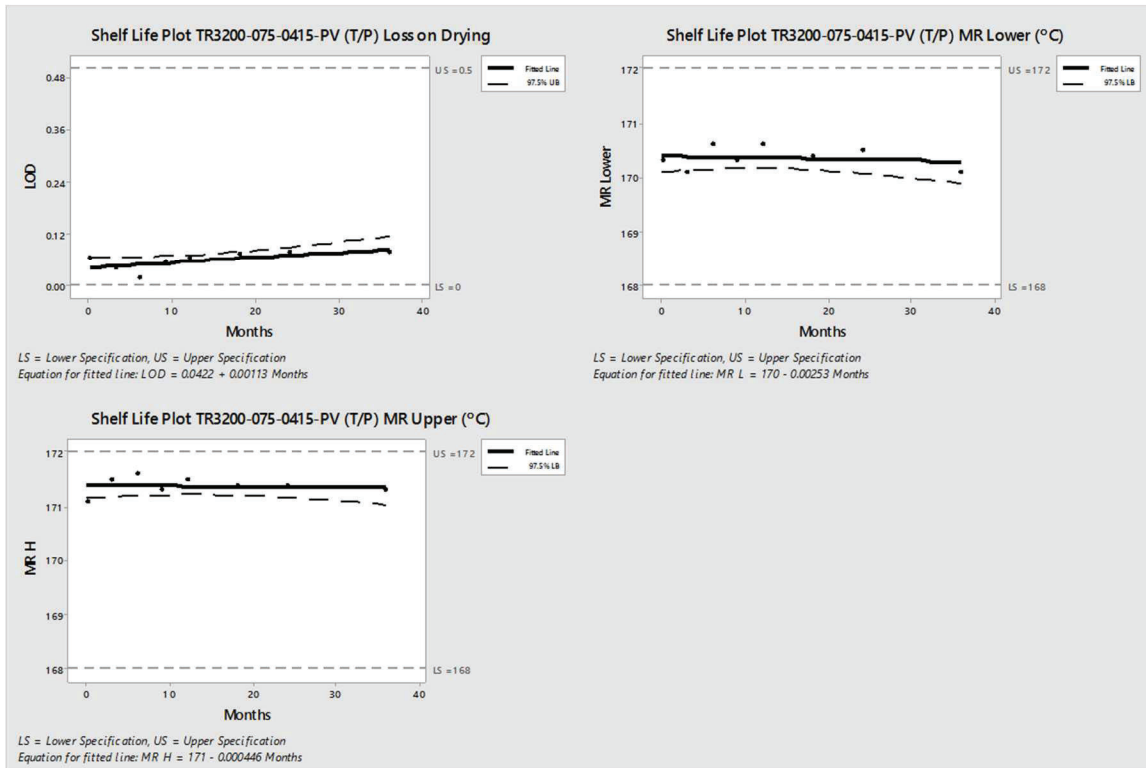 Shelf Life Plot TR3200-075-0415-PV (T/P) Loss on Drying
US =0.5
Fitted Line
97.5% UB
0.48
0.36
LOD
0.24
0.12
0.00
LS =0
0 10 20 30 40
Months
LS = Lower Specification, US = Upper Specification
Equation for fitted line: LOD = 0.0422 + 0.00113 Months
Shelf Life Plot TR3200-075-0415-PV (T/P) MR Lower (°C)
172
US =172
Fitted Line
97.5% LB
171
MR Lower
170
169
168
LS =168
0 10 20 30 40
Months
LS = Lower Specification, US = Upper Specification
Equation for fitted line: MR L = 170 - 0.00253 Months
Shelf Life Plot TR3200-075-0415-PV (T/P) MR Upper (°C)
172
US =172
Fitted Line
97.5% LB
171
MR H
170
169
168
LS =168
0 10 20 30 40
Months
LS = Lower Specification, US = Upper Specification
Equation for fitted line: MR H = 171 - 0.000446 Months